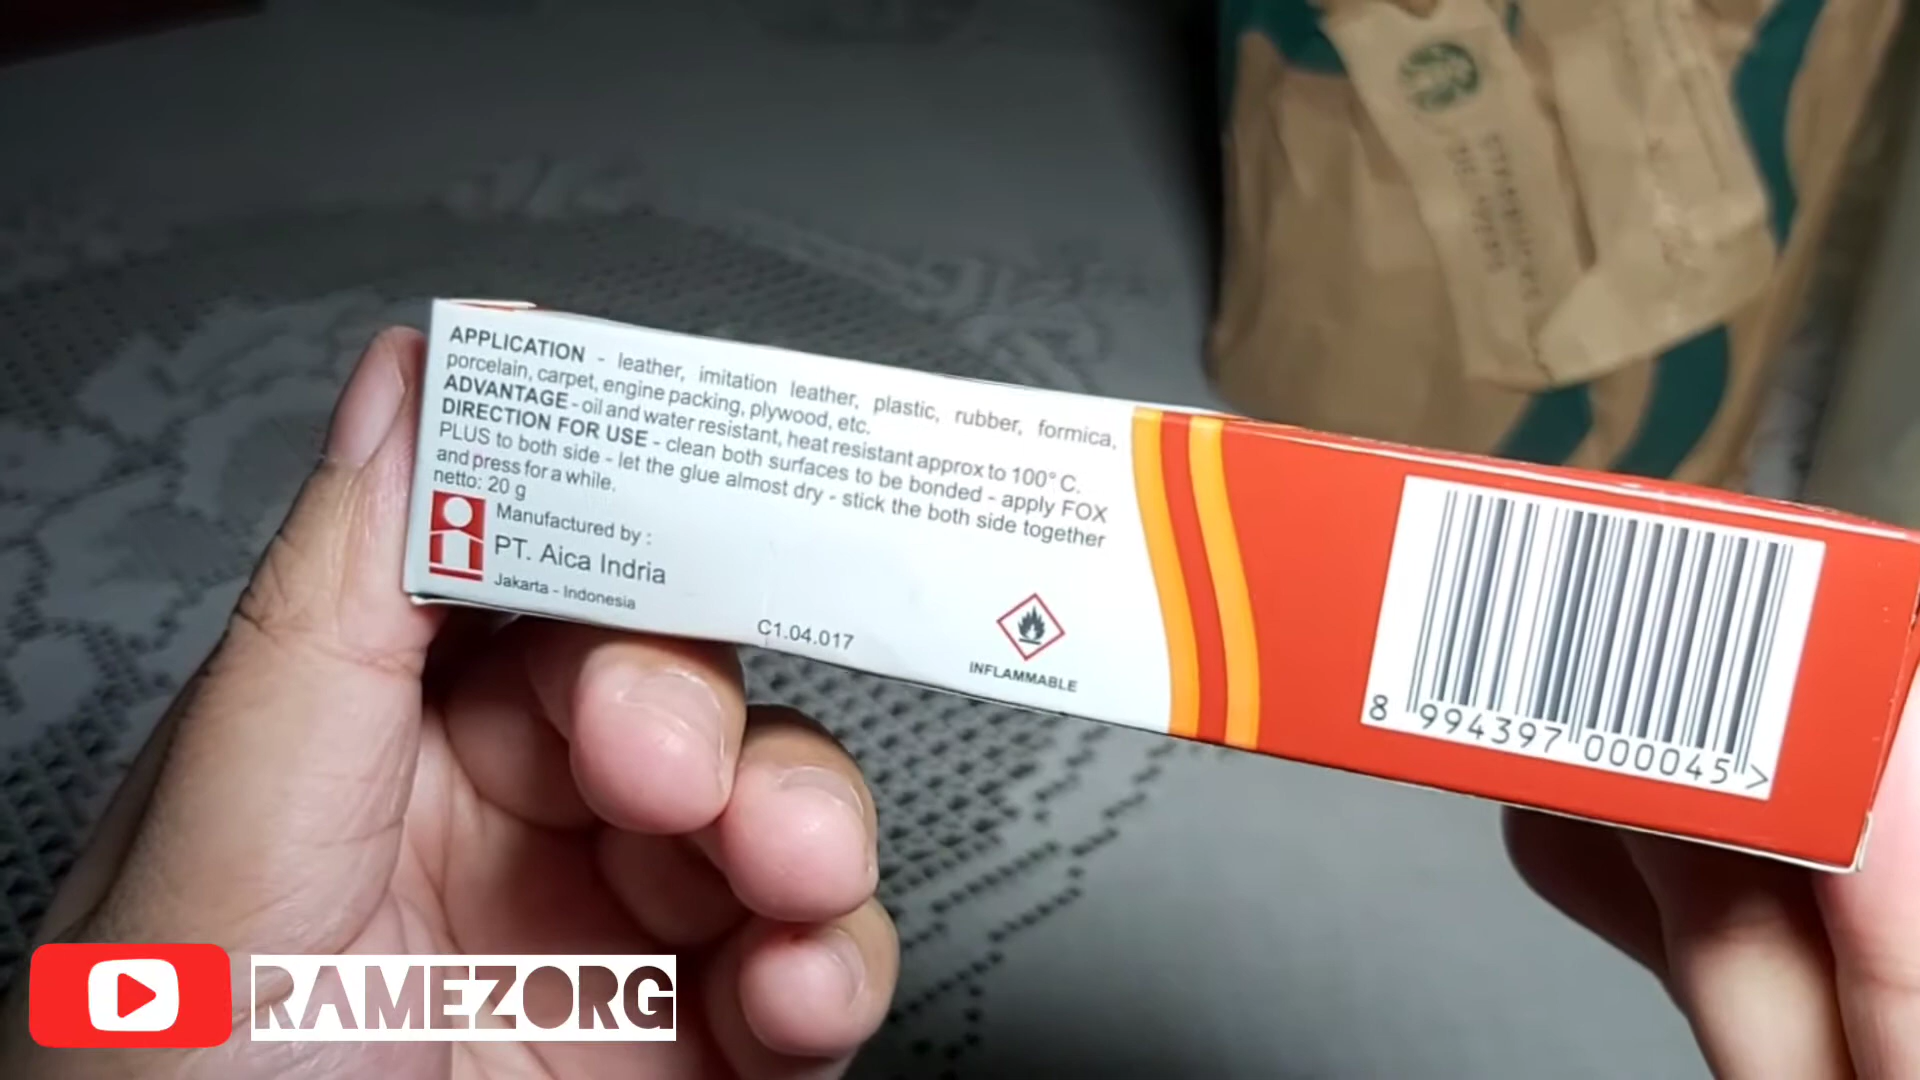 APPLICATION - leather, imitation leather, plastic, rubber, formica,
porcelain, carpet, engine packing, plywood, etc.
ADVANTAGE - oil and water resistant, heat resistant approx to 100° C.
DIRECTION FOR USE - clean both surfaces to be bonded - apply FOX
PLUS to both side - let the glue almost dry - stick the both side together
and press for a while.
netto: 20 g
Manufactured by :
PT. Aica Indria
Jakarta - Indonesia
C1.04.017
INFLAMMABLE
8 994397 000045 >
RAMEZORG